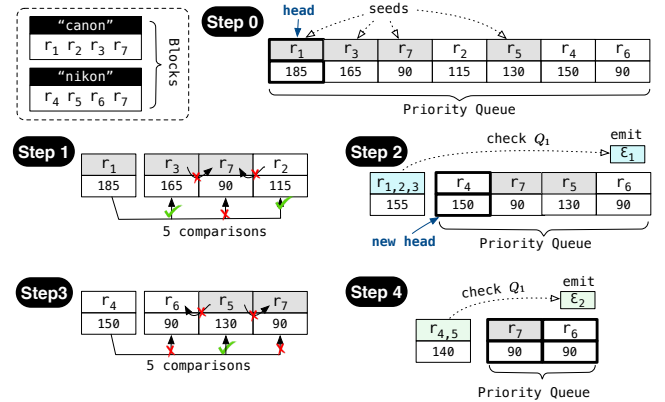 "canon"
r1 r2 r3 r7
"nikon"
r4 r5 r6 r7
Blocks
Step 0
head
seeds
r1 r3 r7 r2 r5 r4 r6
185 165 90 115 130 150 90
Priority Queue
Step 1
r1 r3 r7 r2
185 165 90 115
5 comparisons
Step 2
check Q1
emit
ε1
r1,2,3 r4 r7 r5 r6
155 150 90 130 90
new head
Priority Queue
Step3
r4 r6 r5 r7
150 90 130 90
5 comparisons
Step 4
check Q1
emit
ε2
r4,5 r7 r6
140 90 90
Priority Queue